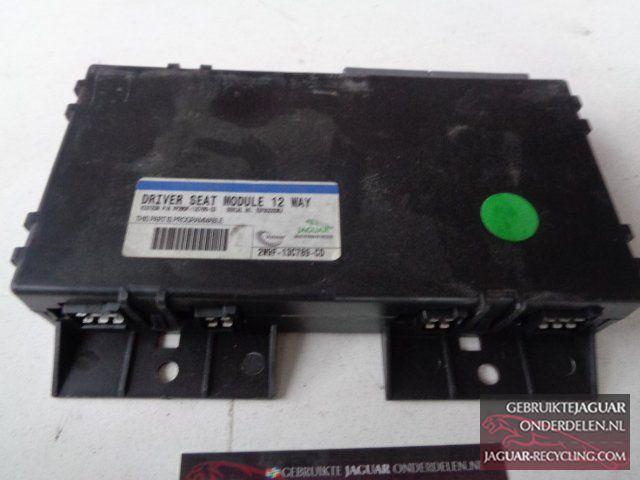 DRIVER SEAT MODULE 12 WAY
THIS PART IS PROGRAMMABLE
JAGUAR
2W9F-13C789-CD
GEBRUIKTEJAGUAR
ONDERDELEN.NL
JAGUAR-RECYCLING.COM
GEBRUIKTE JAGUAR ONDERDELEN.NL